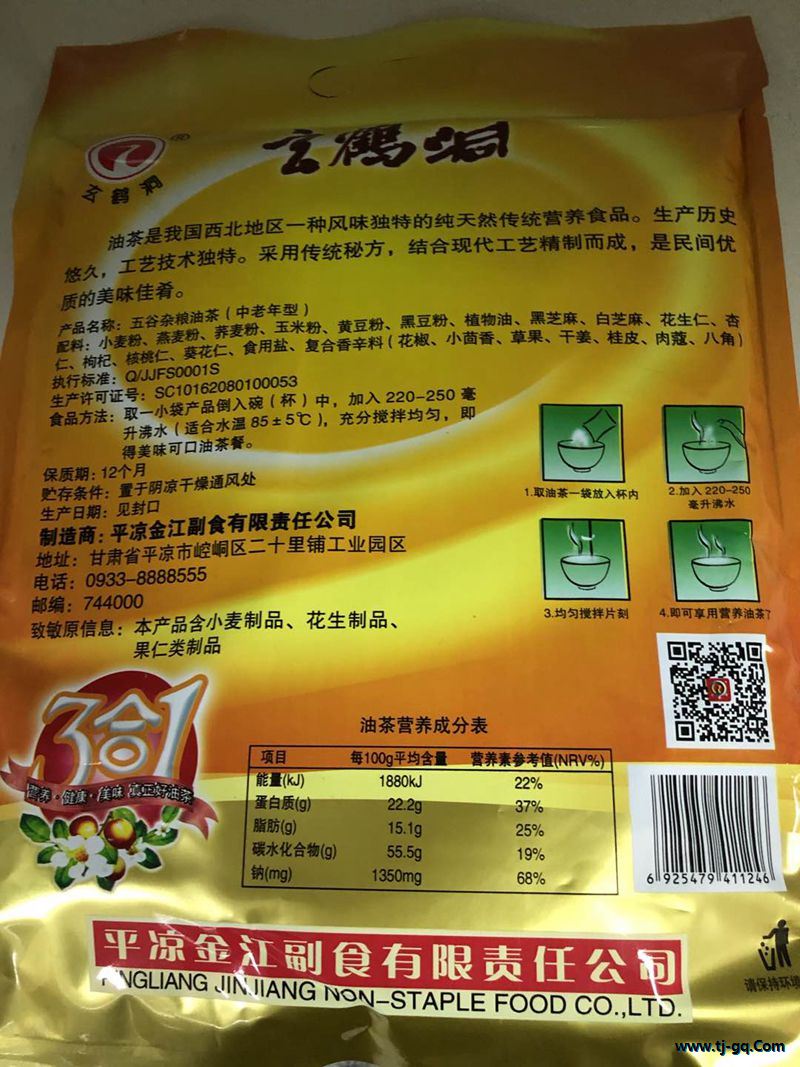 玄鹤洞®
玄鹤洞
油茶是我国西北地区一种风味独特的纯天然传统营养食品。生产历史
悠久，工艺技术独特。采用传统秘方，结合现代工艺精制而成，是民间优
质的美味佳肴。
产品名称：五谷杂粮油茶（中老年型）
配料：小麦粉、燕麦粉、荞麦粉、玉米粉、黄豆粉、黑豆粉、植物油、黑芝麻、白芝麻、花生仁、杏
仁、枸杞、核桃仁、葵花仁、食用盐、复合香辛料（花椒、小茴香、草果、干姜、桂皮、肉蔻、八角）
执行标准：Q/JJFS0001S
生产许可证号：SC10162080100053
食品方法：取一小袋产品倒入碗（杯）中，加入 220-250 毫
升沸水（适合水温 85±5℃），充分搅拌均匀，即
得美味可口油茶餐。
保质期：12个月
贮存条件：置于阴凉干燥通风处
生产日期：见封口
制造商：平凉金江副食有限责任公司
地址：甘肃省平凉市崆峒区二十里铺工业园区
电话：0933-8888555
邮编：744000
致敏原信息：本产品含小麦制品、花生制品、
果仁类制品
1.取油茶一袋放入杯内
2.加入 220-250
毫升沸水
3.均匀搅拌片刻
4.即可享用营养油茶了
3合1
营养·健康·美味 真正好油茶
油茶营养成分表
项目 每100g平均含量 营养素参考值(NRV%)
能量(kJ) 1880kJ 22%
蛋白质(g) 22.2g 37%
脂肪(g) 15.1g 25%
碳水化合物(g) 55.5g 19%
钠(mg) 1350mg 68%
6 925479 411246
平凉金江副食有限责任公司
PINGLIANG JINJIANG NON-STAPLE FOOD CO.,LTD.
请保持环境
www.tj-gq.Com